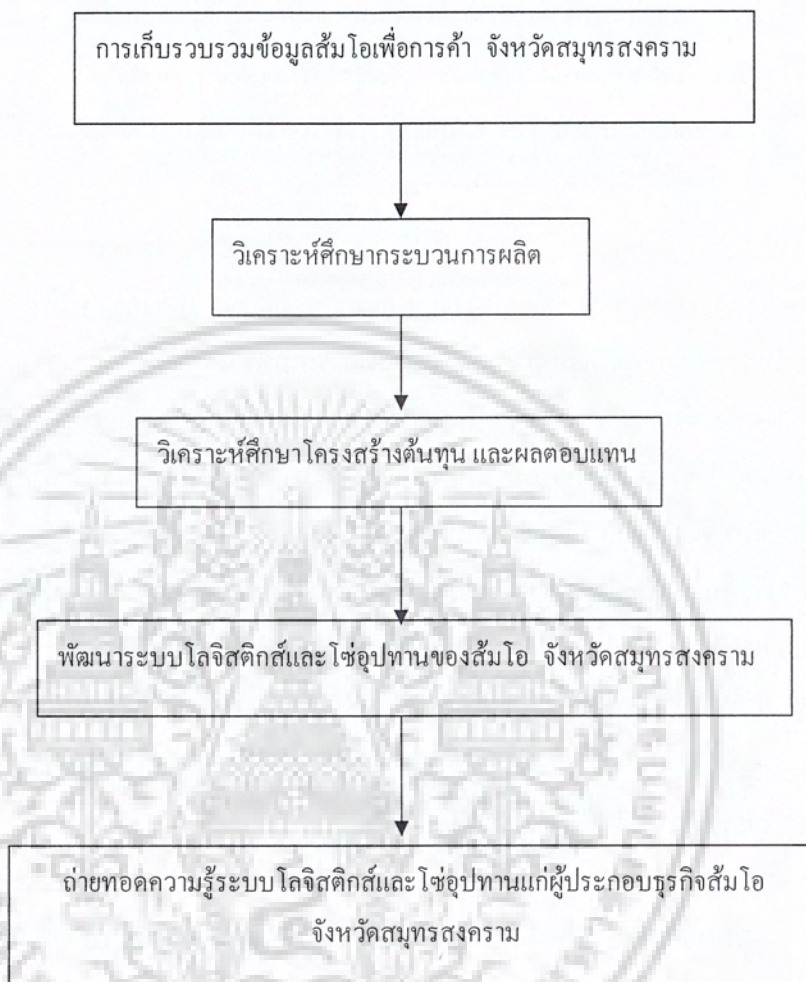 การเก็บรวบรวมข้อมูลส้มโอเพื่อการค้า จังหวัดสมุทรสงคราม
วิเคราะห์ศึกษากระบวนการผลิต
วิเคราะห์ศึกษาโครงสร้างต้นทุน และผลตอบแทน
พัฒนาระบบโลจิสติกส์และโซ่อุปทานของส้มโอ จังหวัดสมุทรสงคราม
ถ่ายทอดความรู้ระบบโลจิสติกส์และโซ่อุปทานแก่ผู้ประกอบธุรกิจส้มโอ
จังหวัดสมุทรสงคราม